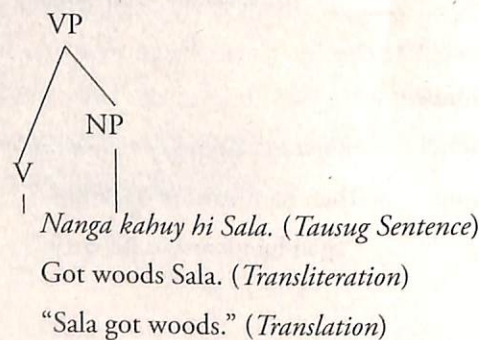 VP
NP
V
Nanga kahuy hi Sala. (Tausug Sentence)
Got woods Sala. (Transliteration)
“Sala got woods.” (Translation)